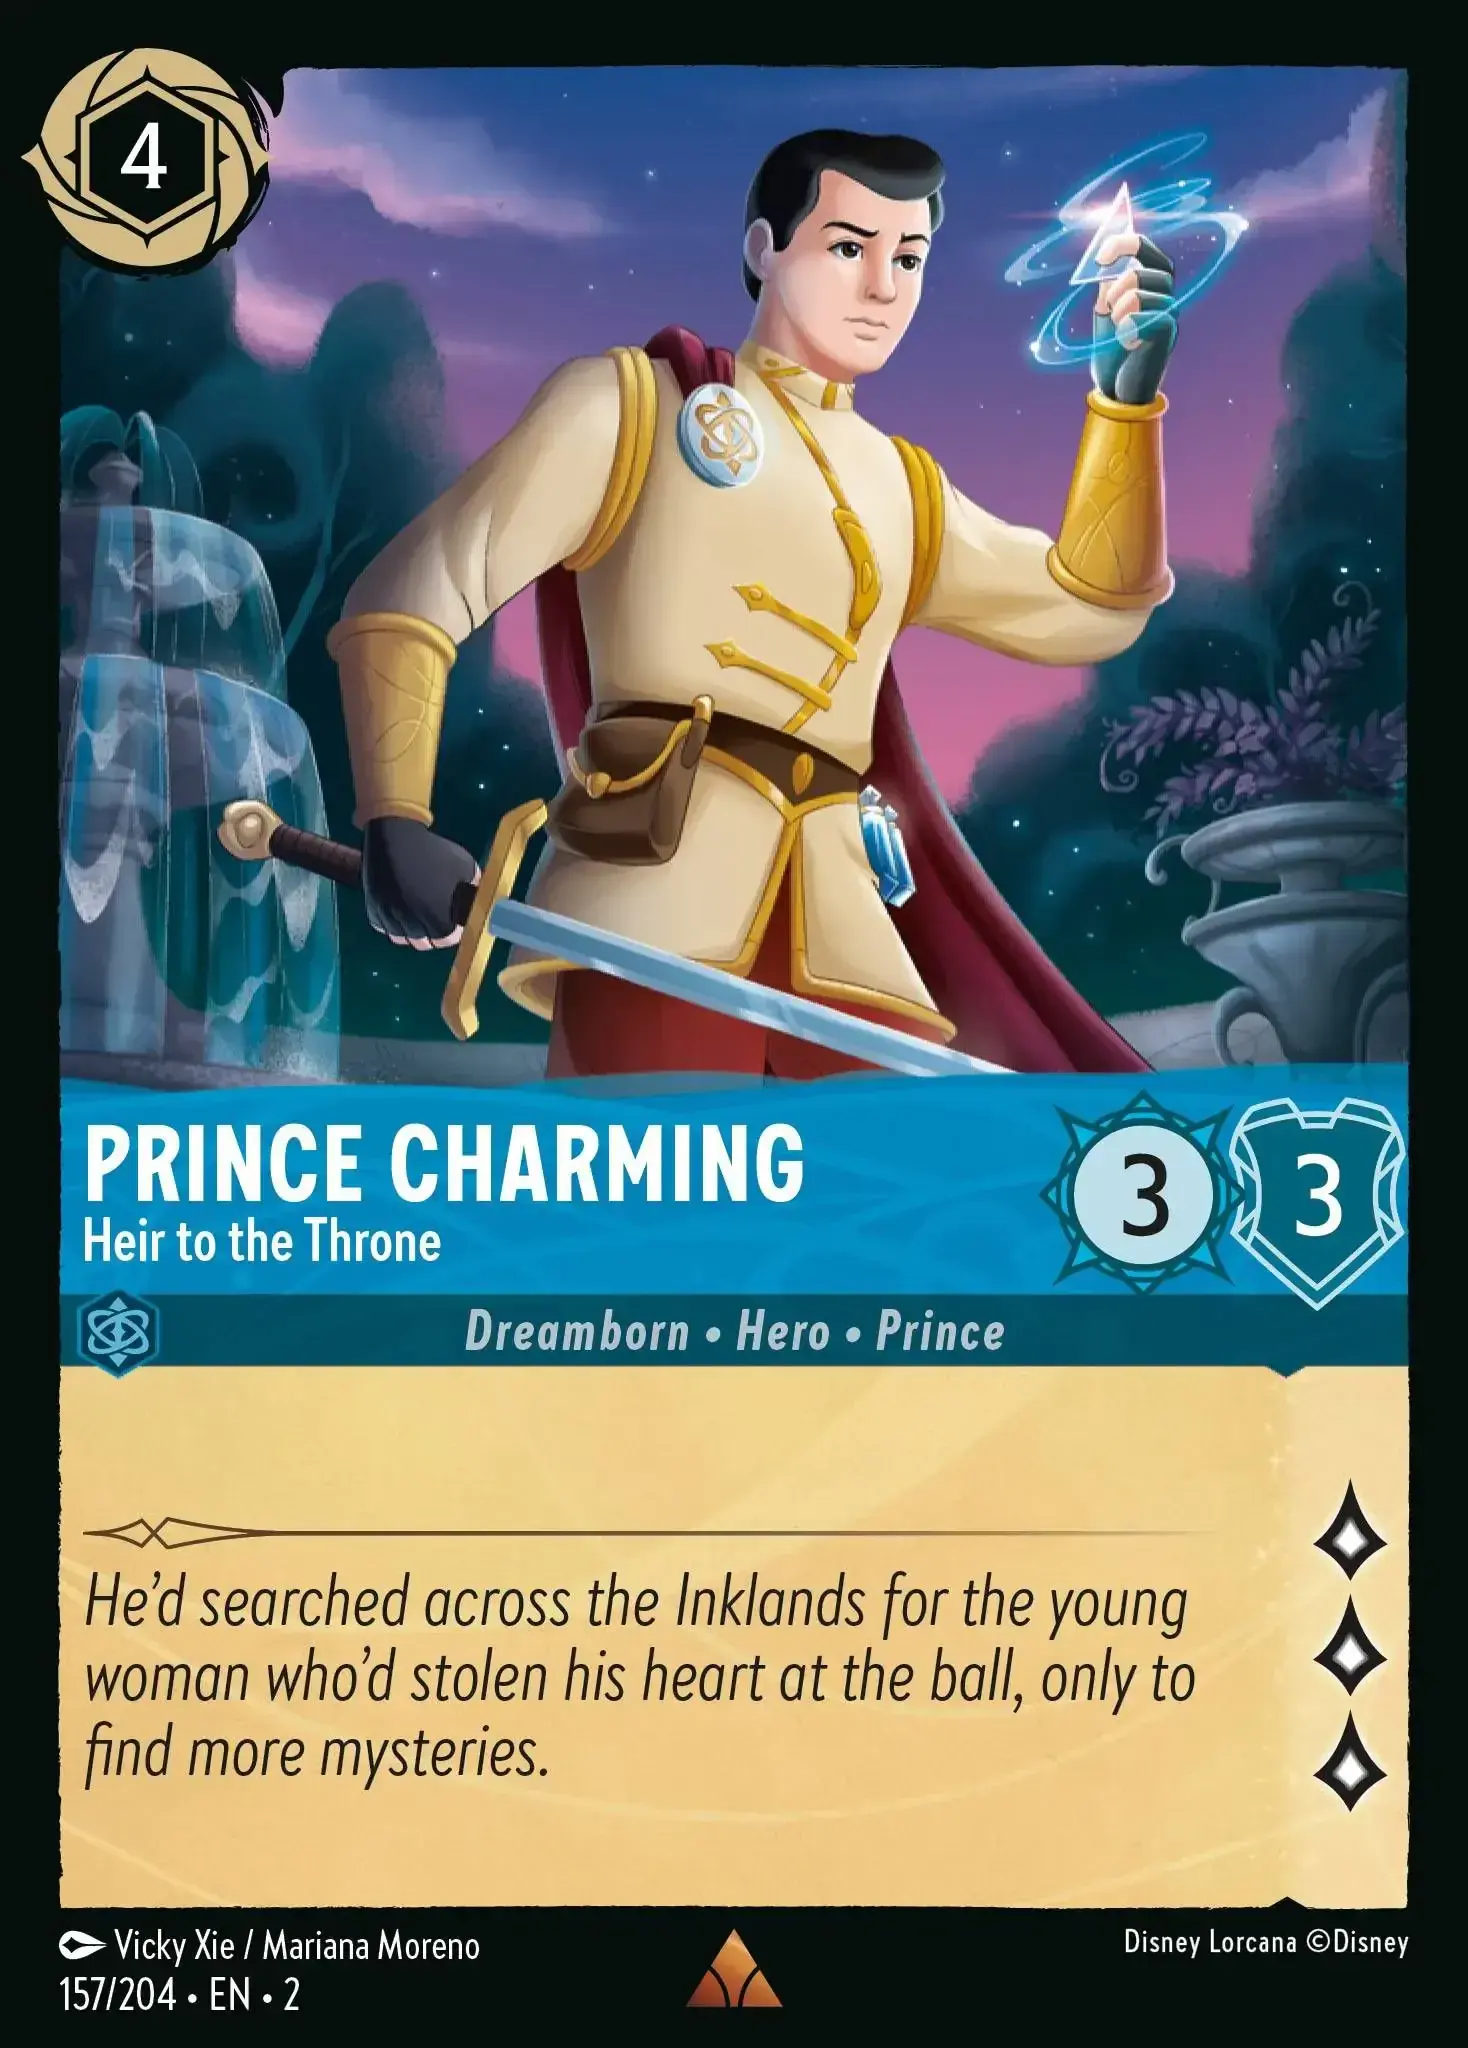 4
PRINCE CHARMING
Heir to the Throne
3
3
Dreamborn • Hero • Prince
He'd searched across the Inklands for the young
woman who'd stolen his heart at the ball, only to
find more mysteries.
Vicky Xie / Mariana Moreno
Disney Lorcana ©Disney
157/204 • EN • 2